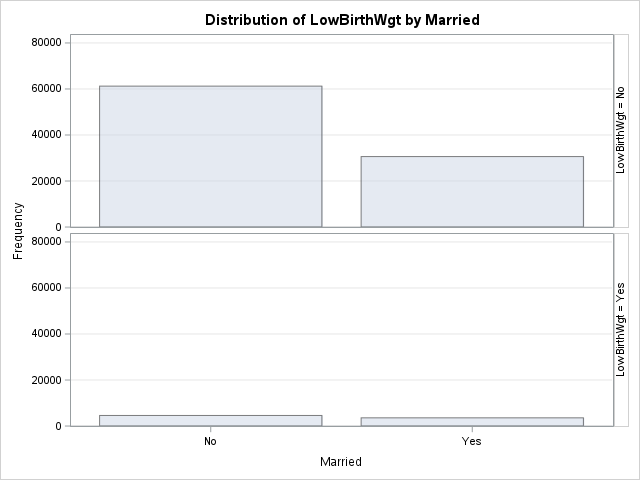 Distribution of LowBirthWgt by Married
80000
60000
40000
20000
0
LowBirthWgt = No
Frequency
80000
60000
40000
20000
0
LowBirthWgt = Yes
No
Yes
Married